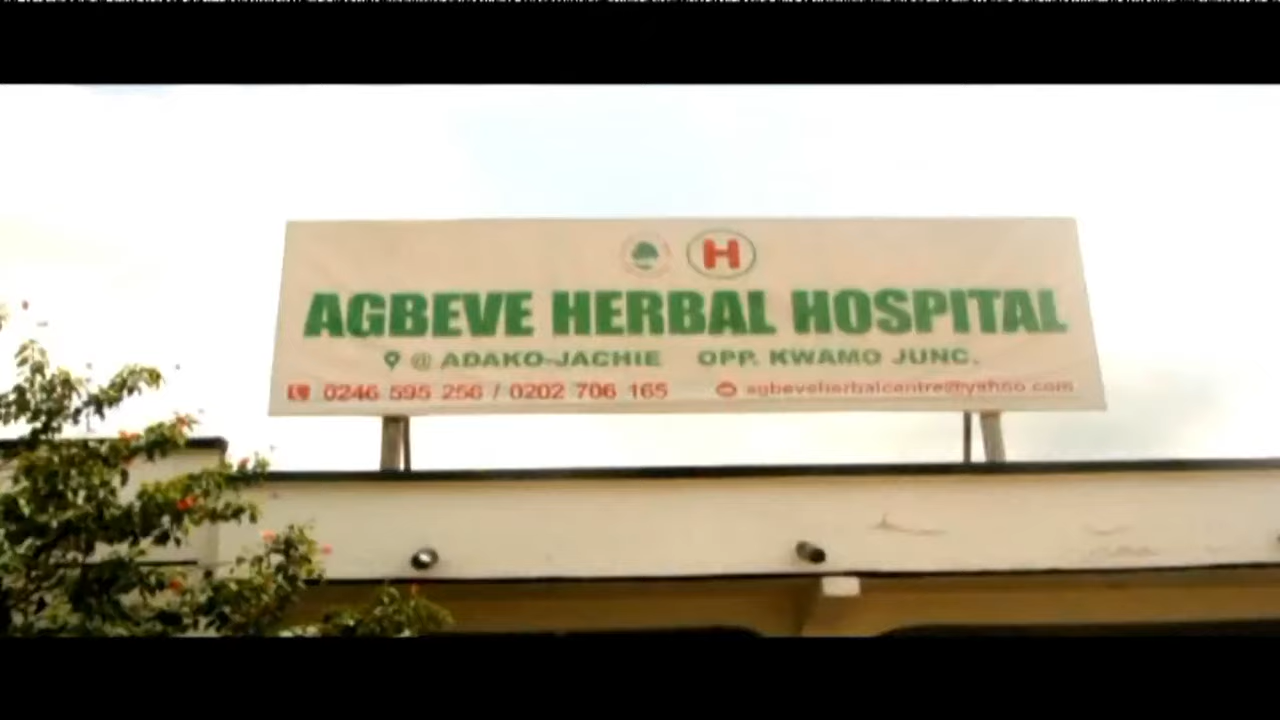 H
AGBEVE HERBAL HOSPITAL
@ ADAKO-JACHIE OPP. KWAMO JUNC.
0246 595 256 / 0202 706 165 agbeveherbalcentre@yahoo.com